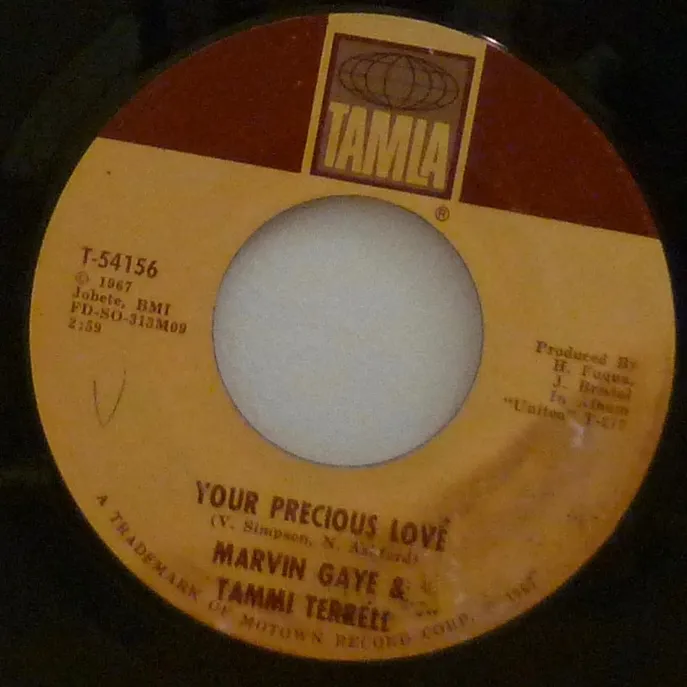 TAMLA
®
T-54156
© 1967
Jobete, BMI
FD-SO-313M09
2:59
Produced By
H. Fuqua,
J. Bristol
In Album
"United" T-277
YOUR PRECIOUS LOVE
(V. Simpson, N. Ashford)
MARVIN GAYE &
TAMMI TERRELL
A TRADEMARK OF MOTOWN RECORD CORP.
V